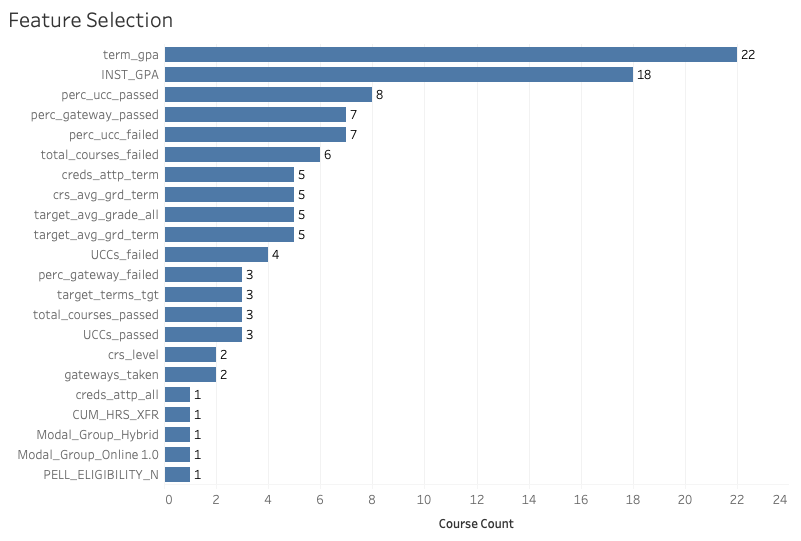 Feature Selection
term_gpa 22
INST_GPA 18
perc_ucc_passed 8
perc_gateway_passed 7
perc_ucc_failed 7
total_courses_failed 6
creds_attp_term 5
crs_avg_grd_term 5
target_avg_grade_all 5
target_avg_grd_term 5
UCCs_failed 4
perc_gateway_failed 3
target_terms_tgt 3
total_courses_passed 3
UCCs_passed 3
crs_level 2
gateways_taken 2
creds_attp_all 1
CUM_HRS_XFR 1
Modal_Group_Hybrid 1
Modal_Group_Online 1.0 1
PELL_ELIGIBILITY_N 1
0 2 4 6 8 10 12 14 16 18 20 22 24
Course Count